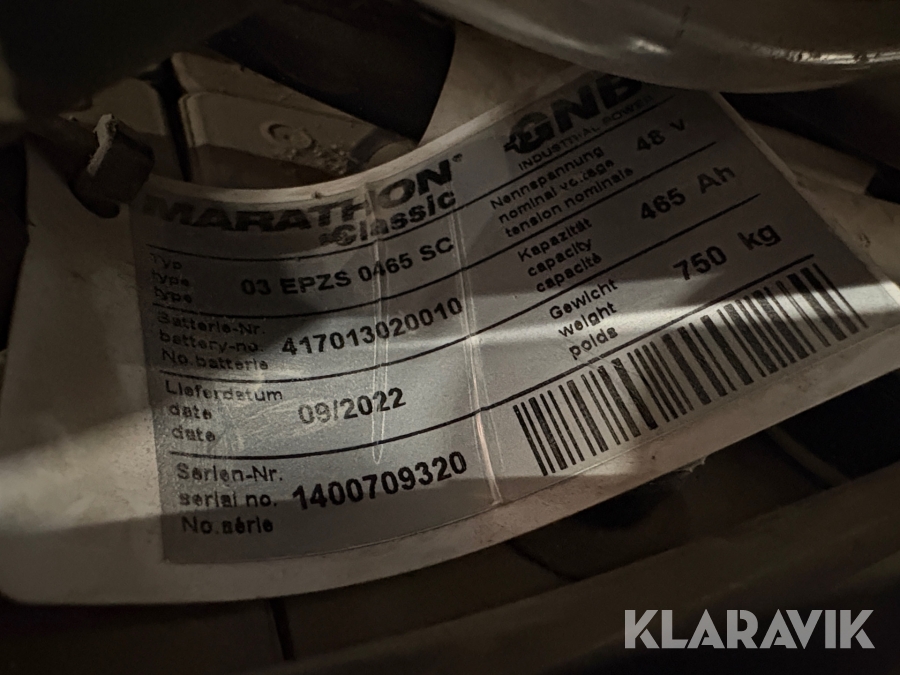 MARATHON®
Classic
GNB
INDUSTRIAL POWER
Typ
type
type
03 EPZS 0465 SC
Batterie-Nr.
battery-no.
No.batterie
417013020010
Lieferdatum
date
date
09/2022
Serien-Nr.
serial no.
No.série
1400709320
Nennspannung
nominal voltage
tension nominale
48 V
Kapazität
capacity
capacité
465 Ah
Gewicht
weight
poids
750 kg
KLARAVIK